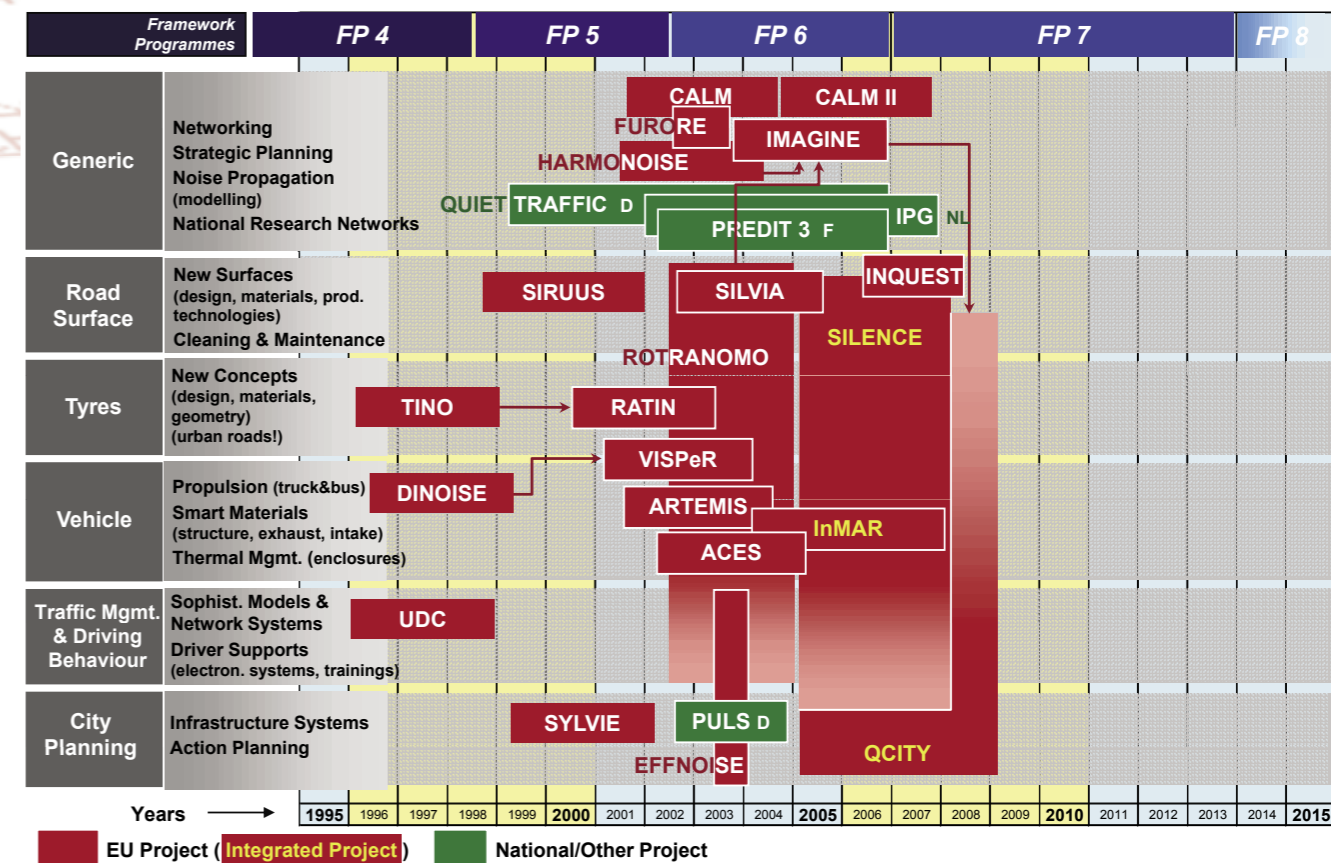 Framework
Programmes
FP 4
FP 5
FP 6
FP 7
FP 8
Generic
Networking
Strategic Planning
Noise Propagation
(modelling)
National Research Networks
CALM
CALM II
FURORE
IMAGINE
HARMONOISE
QUIET TRAFFIC D
IPG NL
PREDIT 3 F
Road
Surface
New Surfaces
(design, materials, prod.
technologies)
Cleaning & Maintenance
SIRUUS
SILVIA
INQUEST
SILENCE
ROTRANOMO
Tyres
New Concepts
(design, materials,
geometry)
(urban roads!)
TINO
RATIN
VISPeR
Vehicle
Propulsion (truck&bus)
Smart Materials
(structure, exhaust, intake)
Thermal Mgmt. (enclosures)
DINOISE
ARTEMIS
InMAR
ACES
Traffic Mgmt.
& Driving
Behaviour
Sophist. Models &
Network Systems
Driver Supports
(electron. systems, trainings)
UDC
City
Planning
Infrastructure Systems
Action Planning
SYLVIE
PULS D
EFFNOISE
QCITY
Years
1995 1996 1997 1998 1999 2000 2001 2002 2003 2004 2005 2006 2007 2008 2009 2010 2011 2012 2013 2014 2015
EU Project (Integrated Project)
National/Other Project